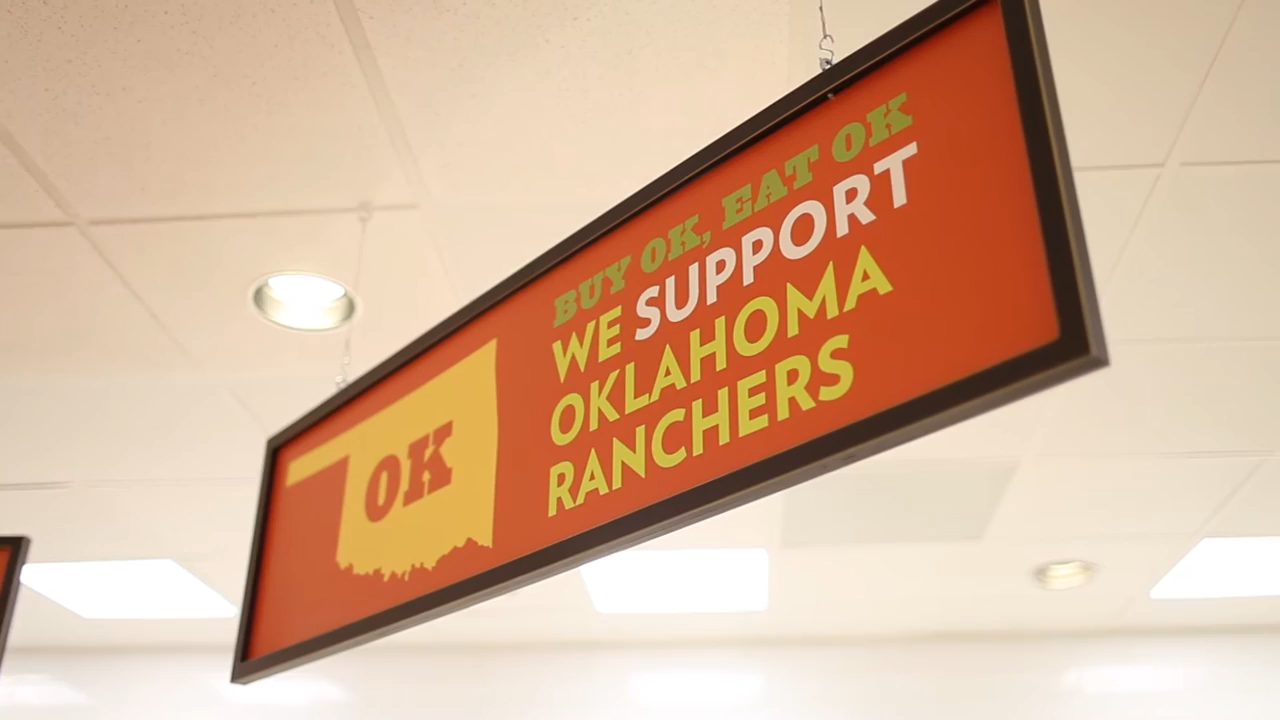 OK
BUY OK, EAT OK
WE SUPPORT
OKLAHOMA
RANCHERS